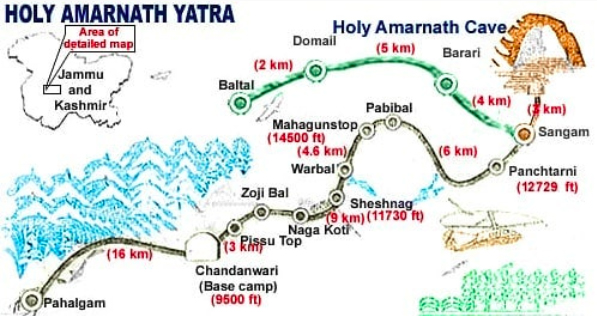 HOLY AMARNATH YATRA
Area of
detailed map
Jammu
and
Kashmir
Holy Amarnath Cave
Domail
(5 km)
Barari
(2 km)
Baltal
(4 km)
(3 km)
Sangam
Pabibal
Mahagunstop
(14500 ft)
(4.6 km)
(6 km)
Warbal
Panchtarni
(12729 ft)
Zoji Bal
Sheshnag
(9 km) (11730 ft)
Naga Koti
Pissu Top
(3 km)
(16 km)
Chandanwari
(Base camp)
(9500 ft)
Pahalgam